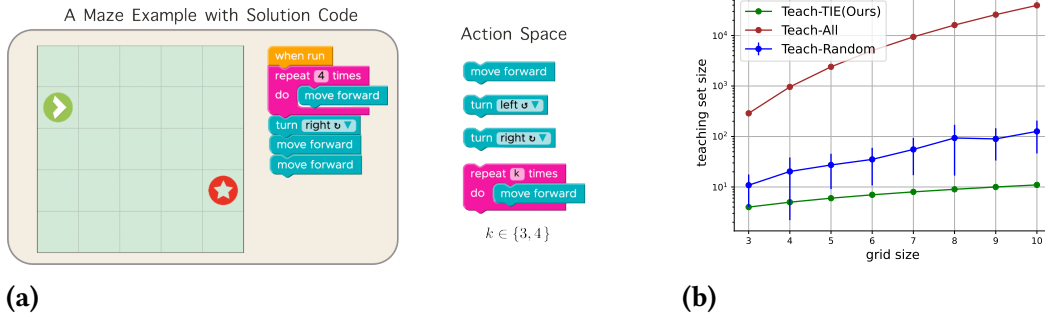 A Maze Example with Solution Code
when run
repeat 4 times
do move forward
turn right ↻ ▼
move forward
move forward
Action Space
move forward
turn left ↺ ▼
turn right ↻ ▼
repeat k times
do move forward
k ∈ {3, 4}
(a)
Teach-TIE(Ours)
Teach-All
Teach-Random
teaching set size
10⁴
10³
10²
10¹
3 4 5 6 7 8 9 10
grid size
(b)